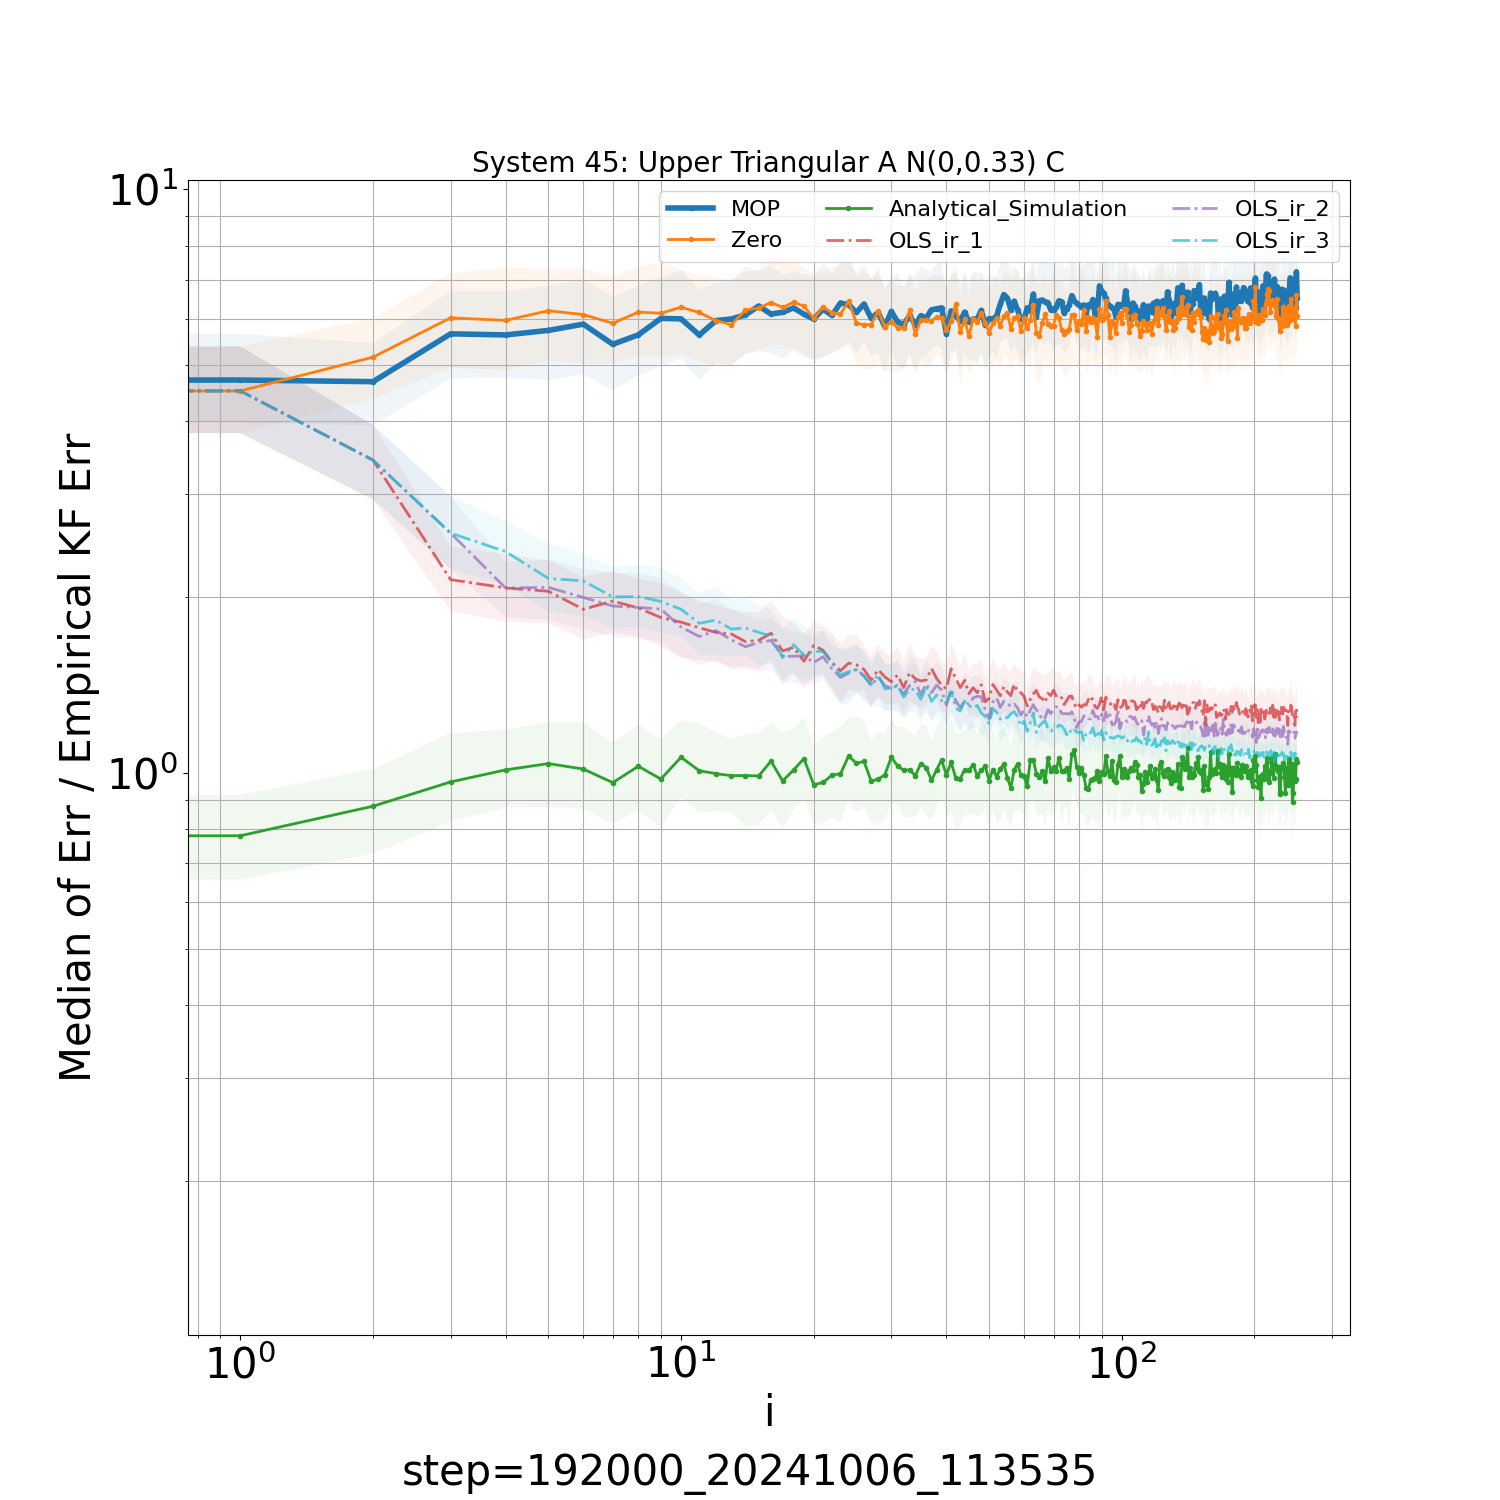 System 45: Upper Triangular A N(0,0.33) C
10¹
MOP
Zero
Analytical_Simulation
OLS_ir_1
OLS_ir_2
OLS_ir_3
Median of Err / Empirical KF Err
10⁰
10⁰
10¹
10²
i
step=192000_20241006_113535